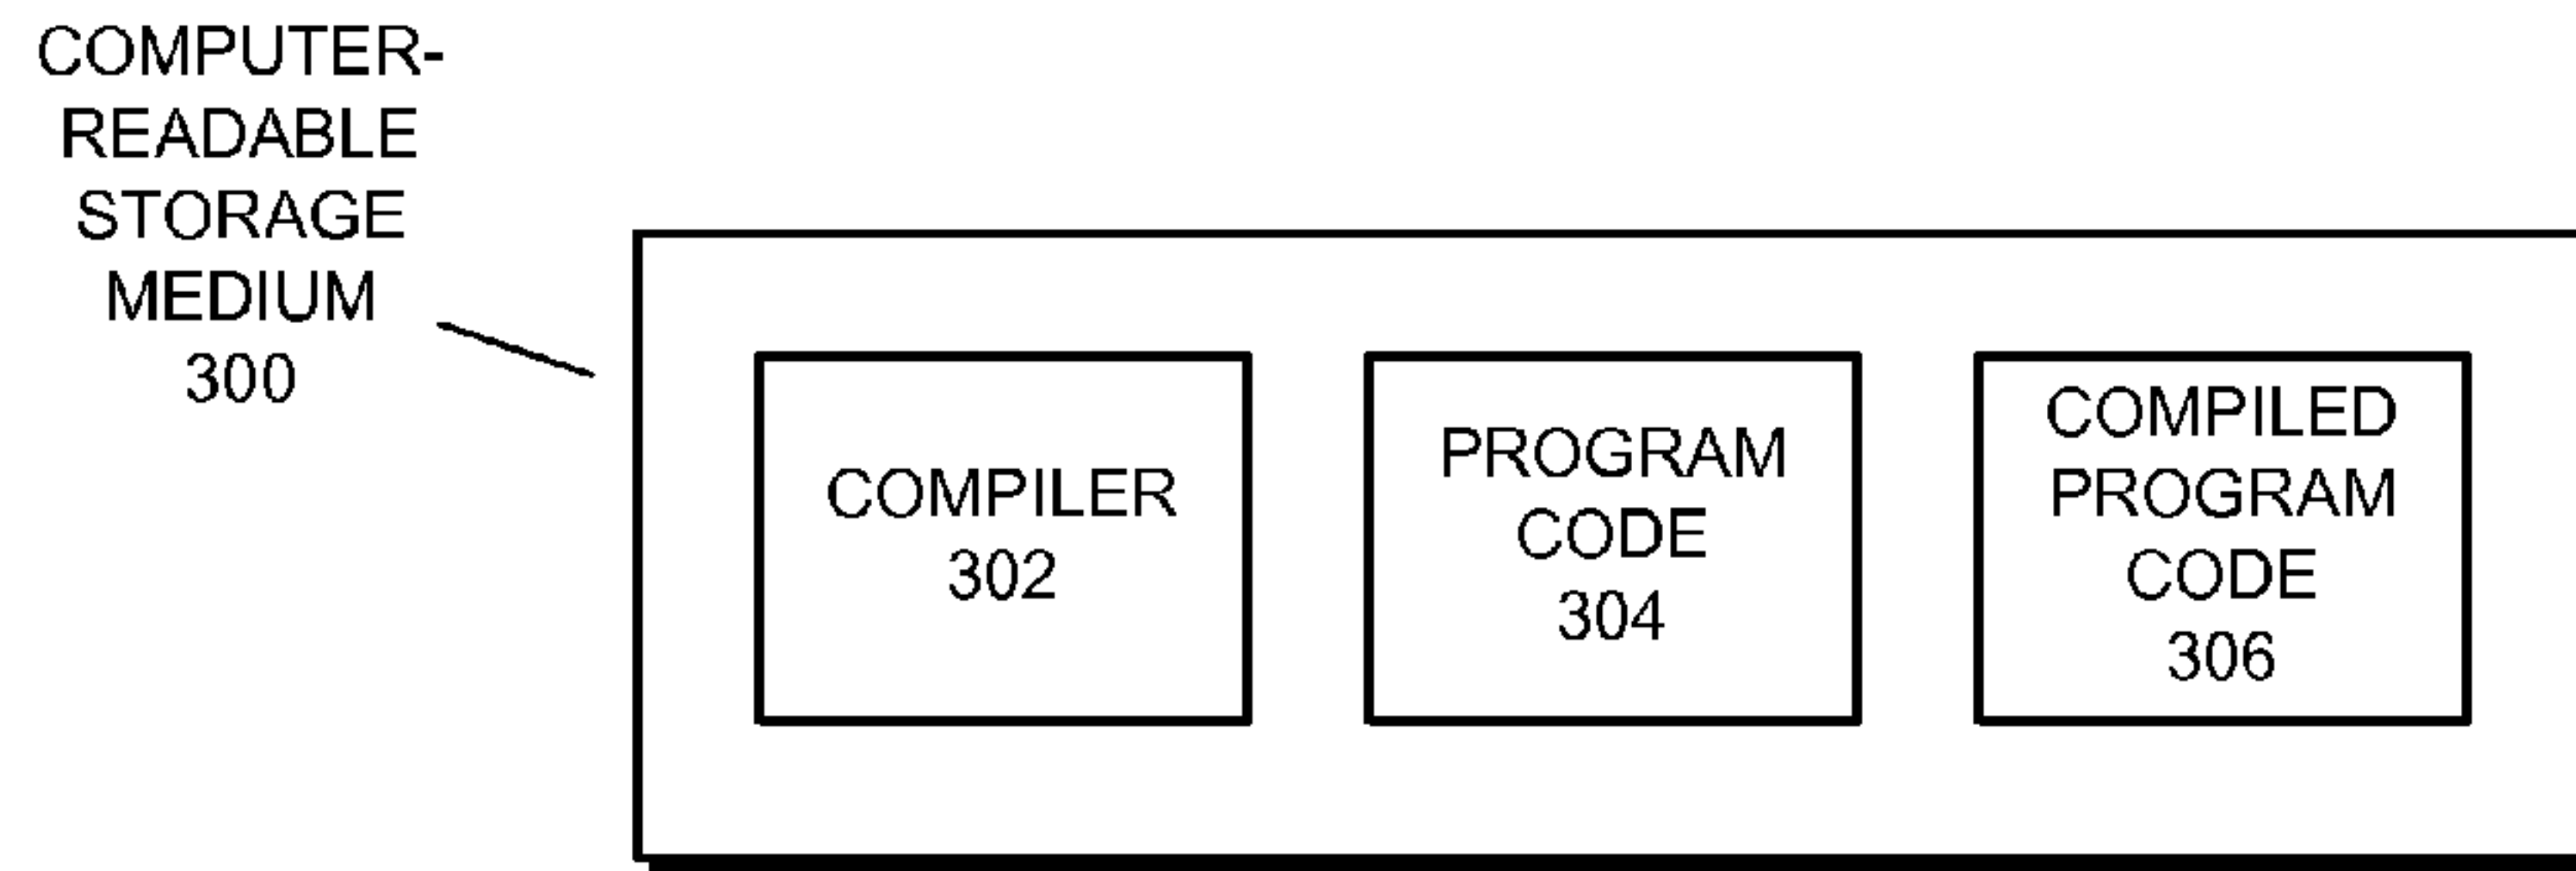 COMPUTER-
READABLE
STORAGE
MEDIUM
300
COMPILER
302
PROGRAM
CODE
304
COMPILED
PROGRAM
CODE
306